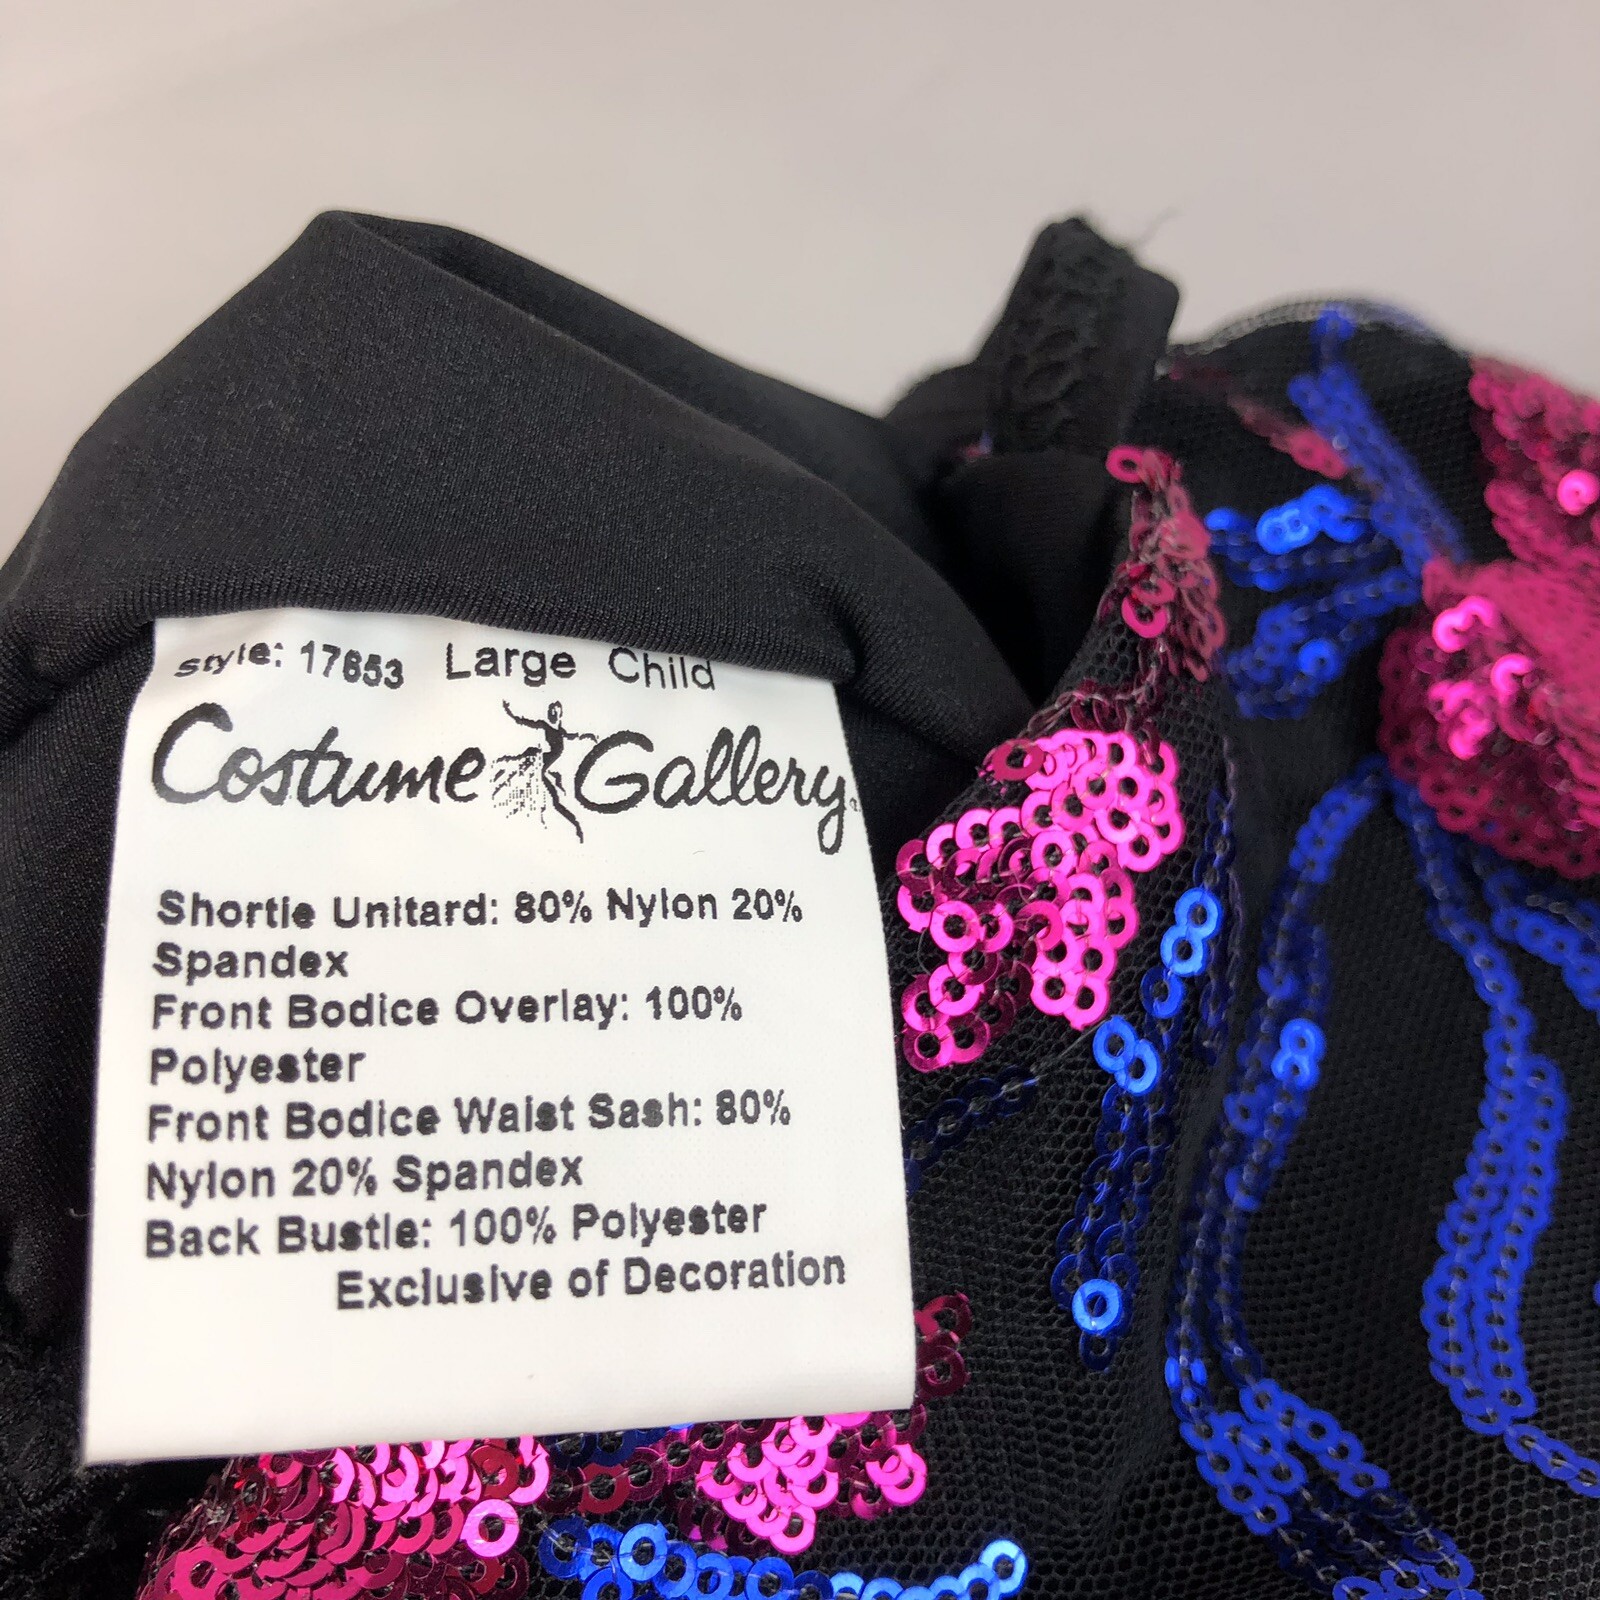 Style: 17653 Large Child
Costume Gallery
Shortie Unitard: 80% Nylon 20%
Spandex
Front Bodice Overlay: 100%
Polyester
Front Bodice Waist Sash: 80%
Nylon 20% Spandex
Back Bustle: 100% Polyester
Exclusive of Decoration